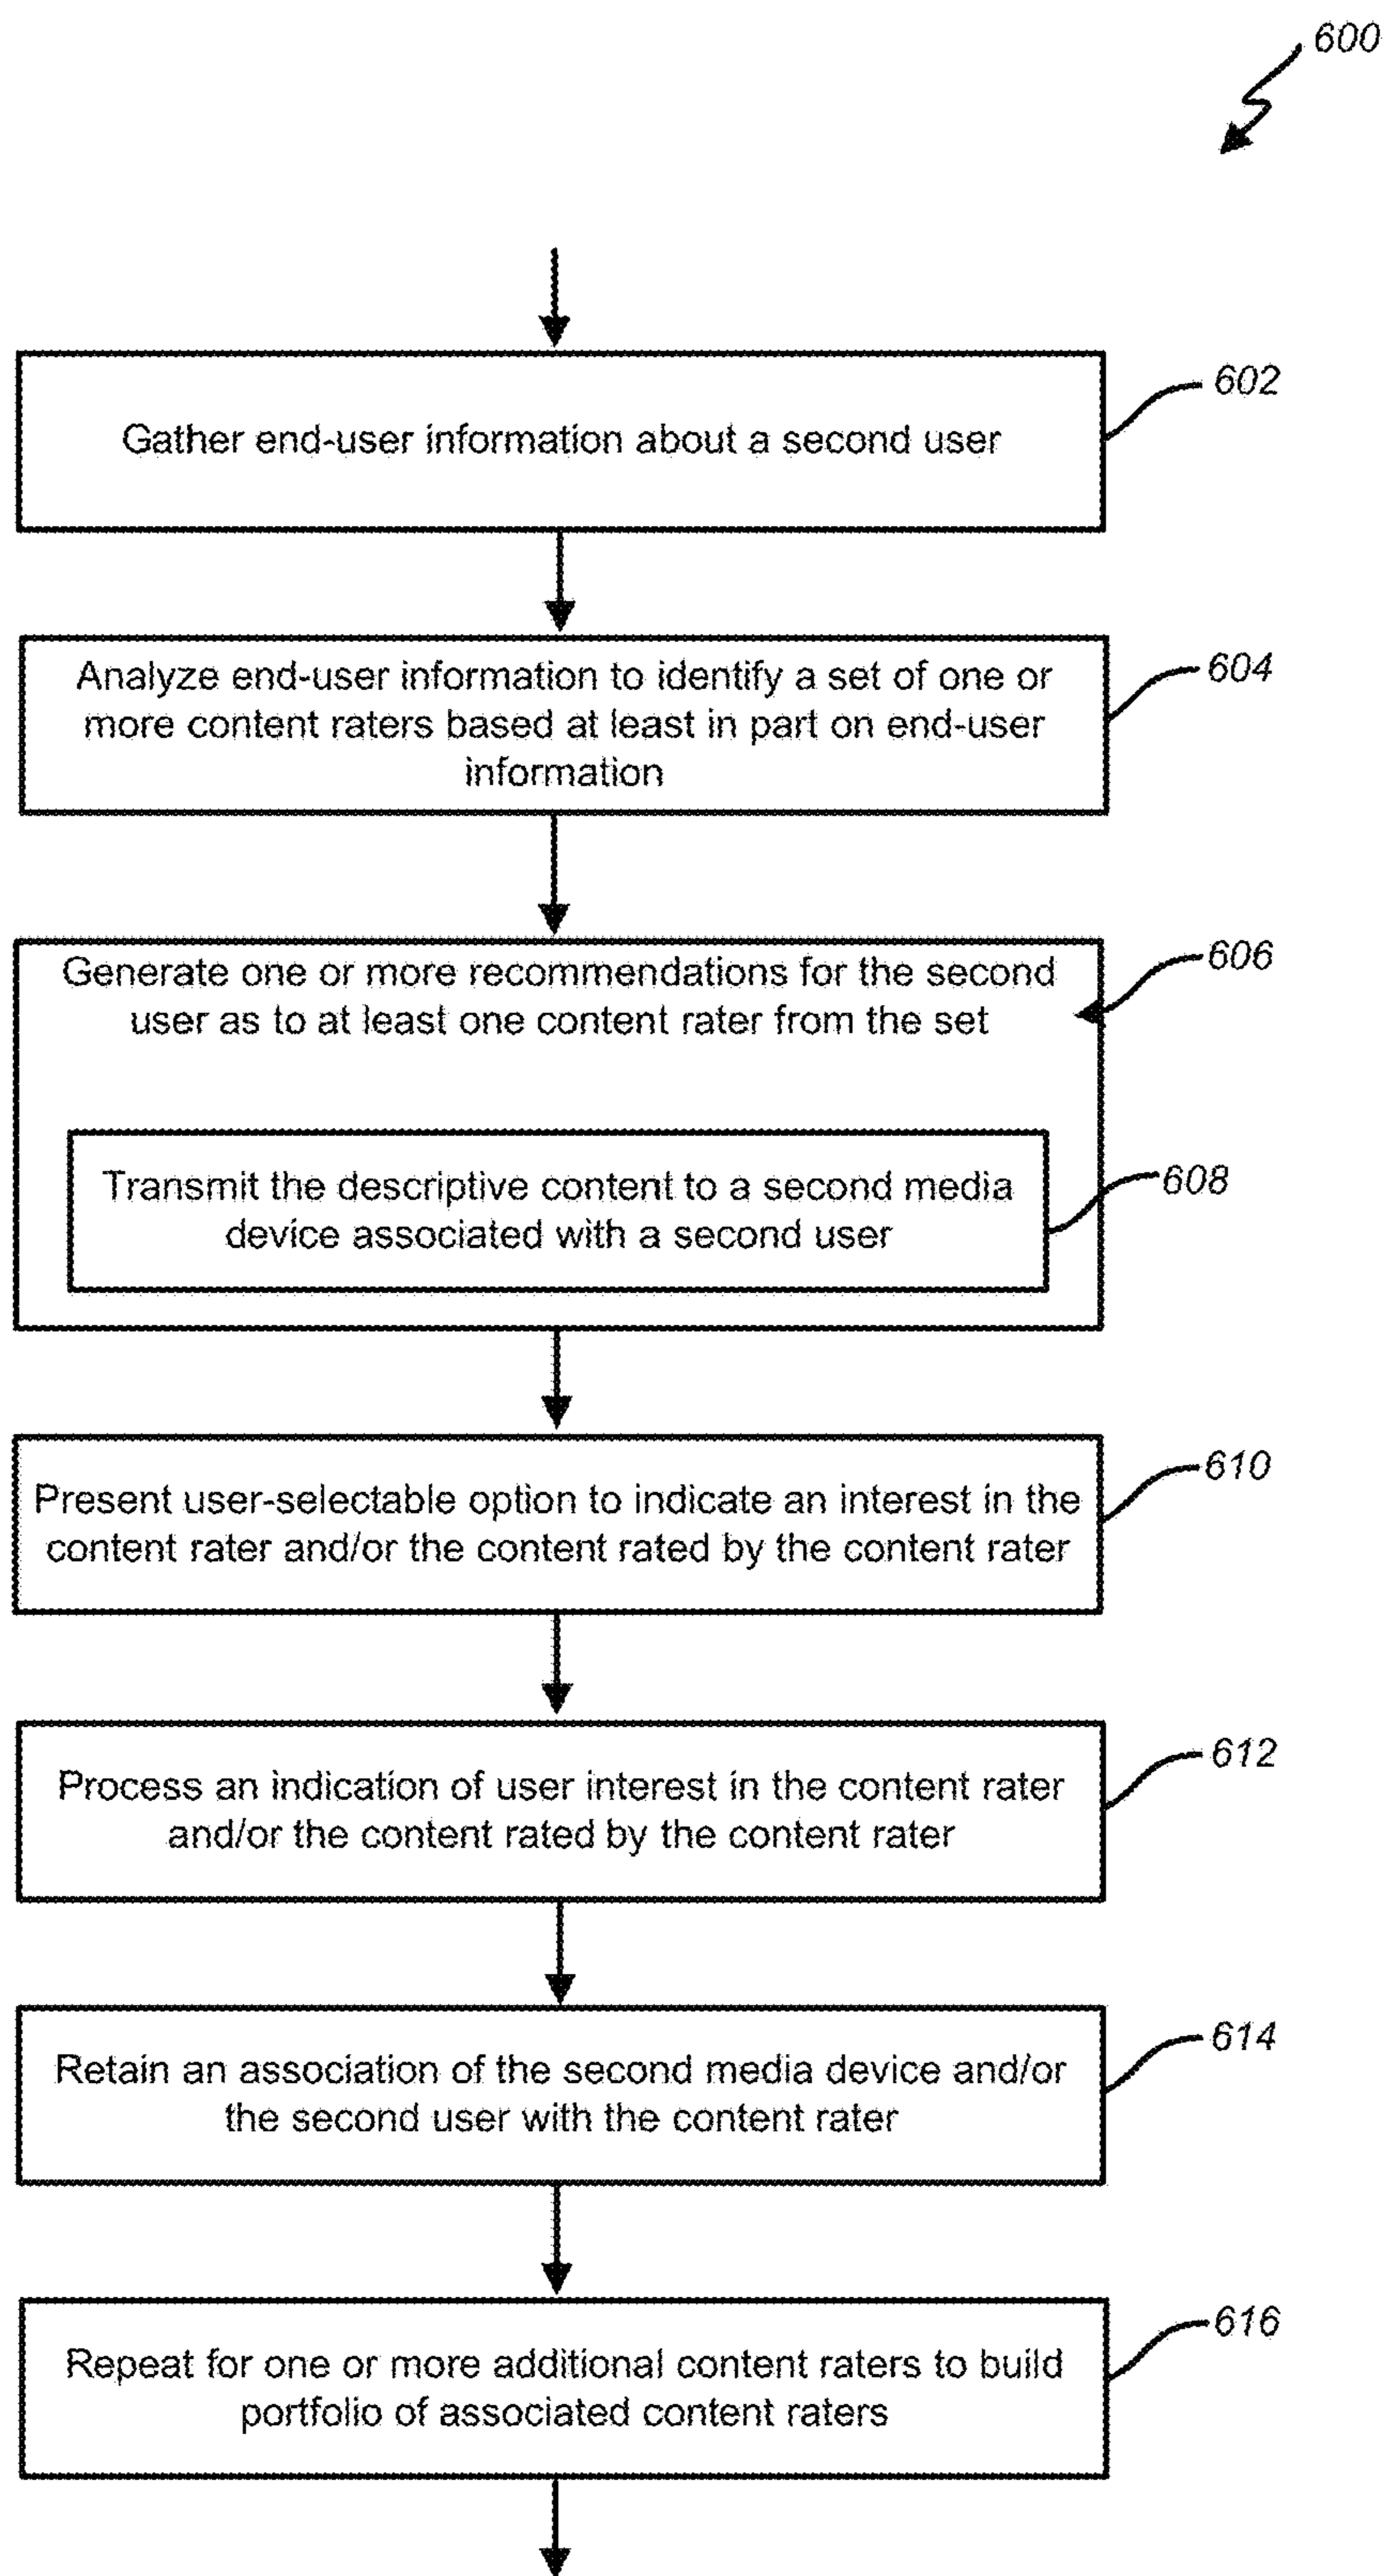 600
Gather end-user information about a second user
602
Analyze end-user information to identify a set of one or
more content raters based at least in part on end-user
information
604
Generate one or more recommendations for the second
user as to at least one content rater from the set
606
Transmit the descriptive content to a second media
device associated with a second user
608
Present user-selectable option to indicate an interest in the
content rater and/or the content rated by the content rater
610
Process an indication of user interest in the content rater
and/or the content rated by the content rater
612
Retain an association of the second media device and/or
the second user with the content rater
614
Repeat for one or more additional content raters to build
portfolio of associated content raters
616